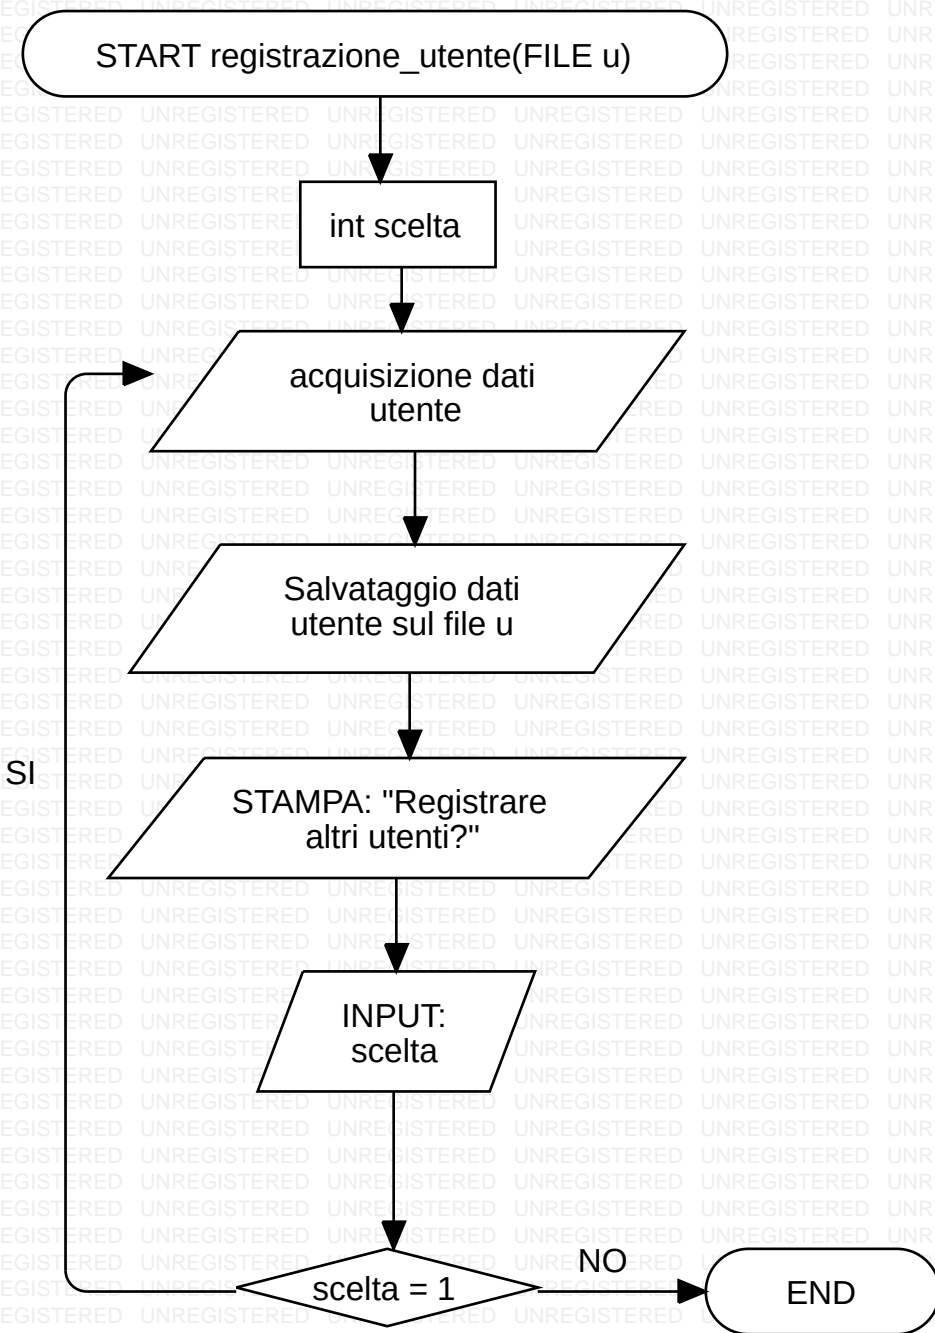 START registrazione_utente(FILE u)
int scelta
acquisizione dati
utente
Salvataggio dati
utente sul file u
SI
STAMPA: "Registrare
altri utenti?"
INPUT:
scelta
scelta = 1
NO
END
UNREGISTERED